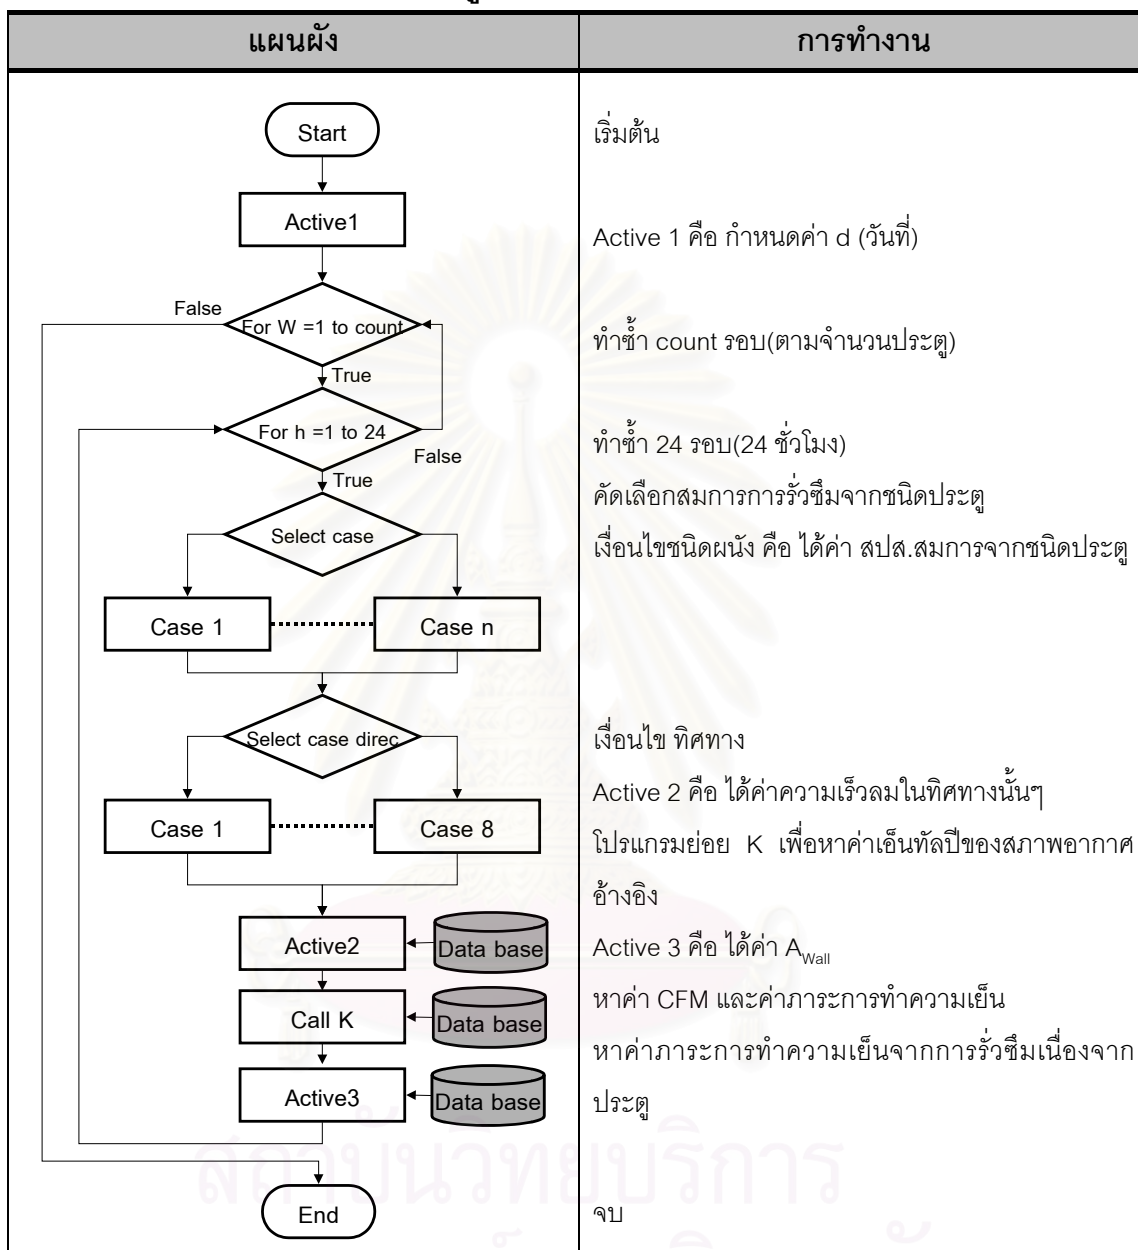 แผนผัง
การทำงาน
Start
เริ่มต้น
Active1
Active 1 คือ กำหนดค่า d (วันที่)
False
For W =1 to count
ทำซ้ำ count รอบ(ตามจำนวนประตู)
True
For h =1 to 24
False
ทำซ้ำ 24 รอบ(24 ชั่วโมง)
True
คัดเลือกสมการการรั่วซึมจากชนิดประตู
Select case
เงื่อนไขชนิดผนัง คือ ได้ค่า สปส.สมการจากชนิดประตู
Case 1
Case n
Select case direc
เงื่อนไข ทิศทาง
Active 2 คือ ได้ค่าความเร็วลมในทิศทางนั้นๆ
Case 1
Case 8
โปรแกรมย่อย K เพื่อหาค่าเอ็นทัลปีของสภาพอากาศ
อ้างอิง
Active2
Data base
Active 3 คือ ได้ค่า AWall
หาค่า CFM และค่าภาระการทำความเย็น
Call K
Data base
หาค่าภาระการทำความเย็นจากการรั่วซึมเนื่องจาก
Active3
Data base
ประตู
สถาบันวิทยบริการ
End
จบ